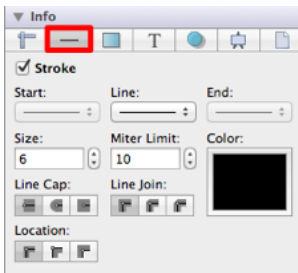 Info
T
Stroke
Start: Line: End:
Size: Miter Limit: Color:
6 10
Line Cap: Line Join:
Location: